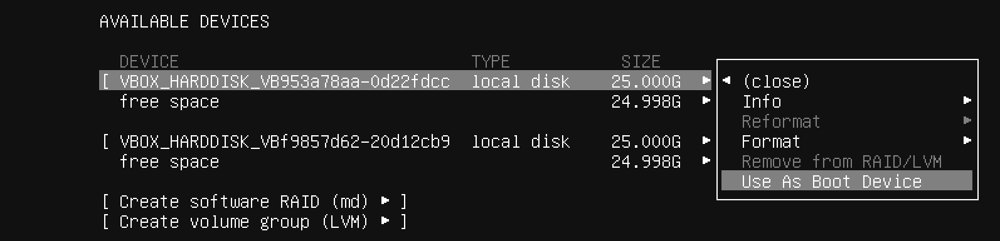 AVAILABLE DEVICES
DEVICE TYPE SIZE
[ VBOX_HARDDISK_VB953a78aa-0d22fdcc local disk 25.000G ▶
free space 24.998G ▶
[ VBOX_HARDDISK_VBf9857d62-20d12cb9 local disk 25.000G ▶
free space 24.998G ▶
[ Create software RAID (md) ▶ ]
[ Create volume group (LVM) ▶ ]
◀ (close)
Info ▶
Reformat ▶
Format ▶
Remove from RAID/LVM
Use As Boot Device